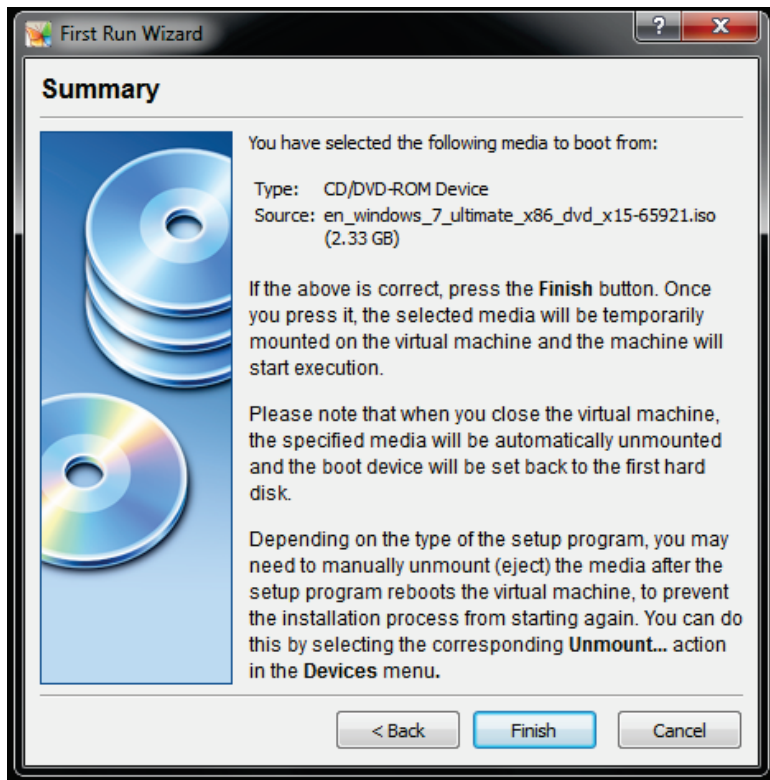 First Run Wizard
?
X
Summary
You have selected the following media to boot from:
Type: CD/DVD-ROM Device
Source: en_windows_7_ultimate_x86_dvd_x15-65921.iso
(2.33 GB)
If the above is correct, press the Finish button. Once
you press it, the selected media will be temporarily
mounted on the virtual machine and the machine will
start execution.
Please note that when you close the virtual machine,
the specified media will be automatically unmounted
and the boot device will be set back to the first hard
disk.
Depending on the type of the setup program, you may
need to manually unmount (eject) the media after the
setup program reboots the virtual machine, to prevent
the installation process from starting again. You can do
this by selecting the corresponding Unmount... action
in the Devices menu.
< Back Finish Cancel